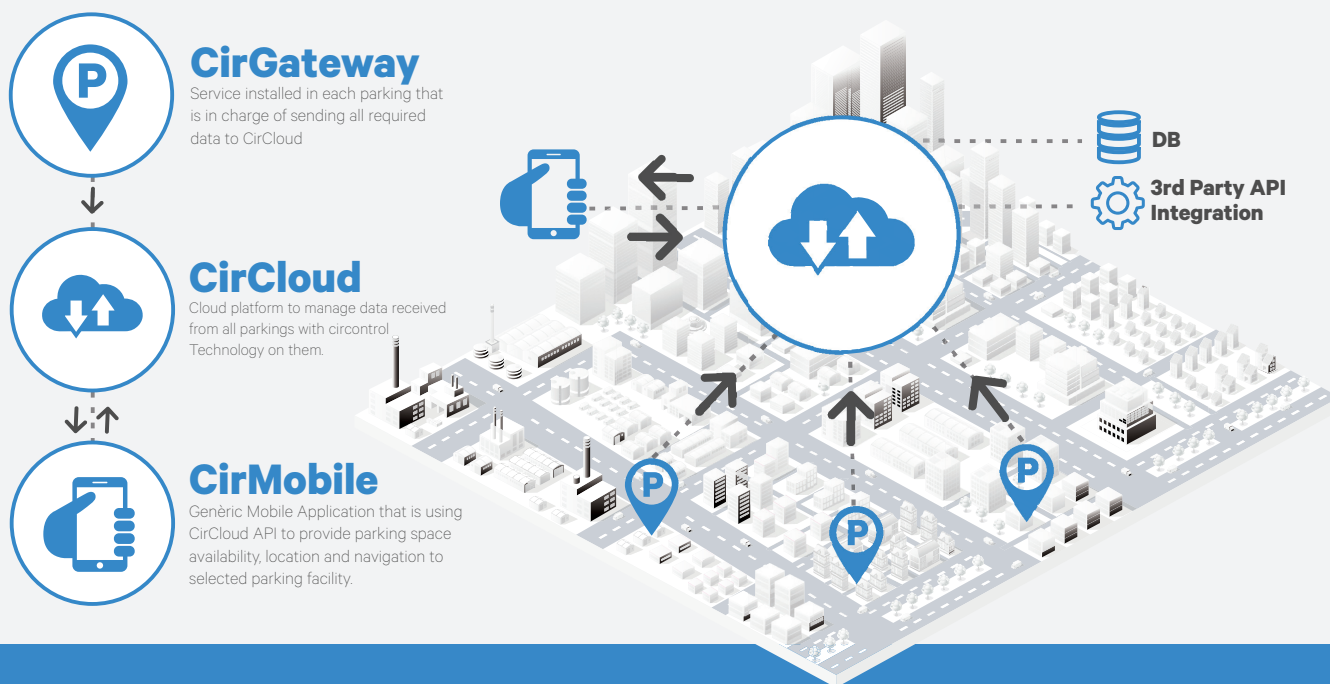 P
CirGateway
Service installed in each parking that
is in charge of sending all required
data to CirCloud
CirCloud
Cloud platform to manage data received
from all parkings with circontrol
Technology on them.
CirMobile
Genèric Mobile Application that is using
CirCloud API to provide parking space
availability, location and navigation to
selected parking facility.
DB
3rd Party API
Integration
P
P
P